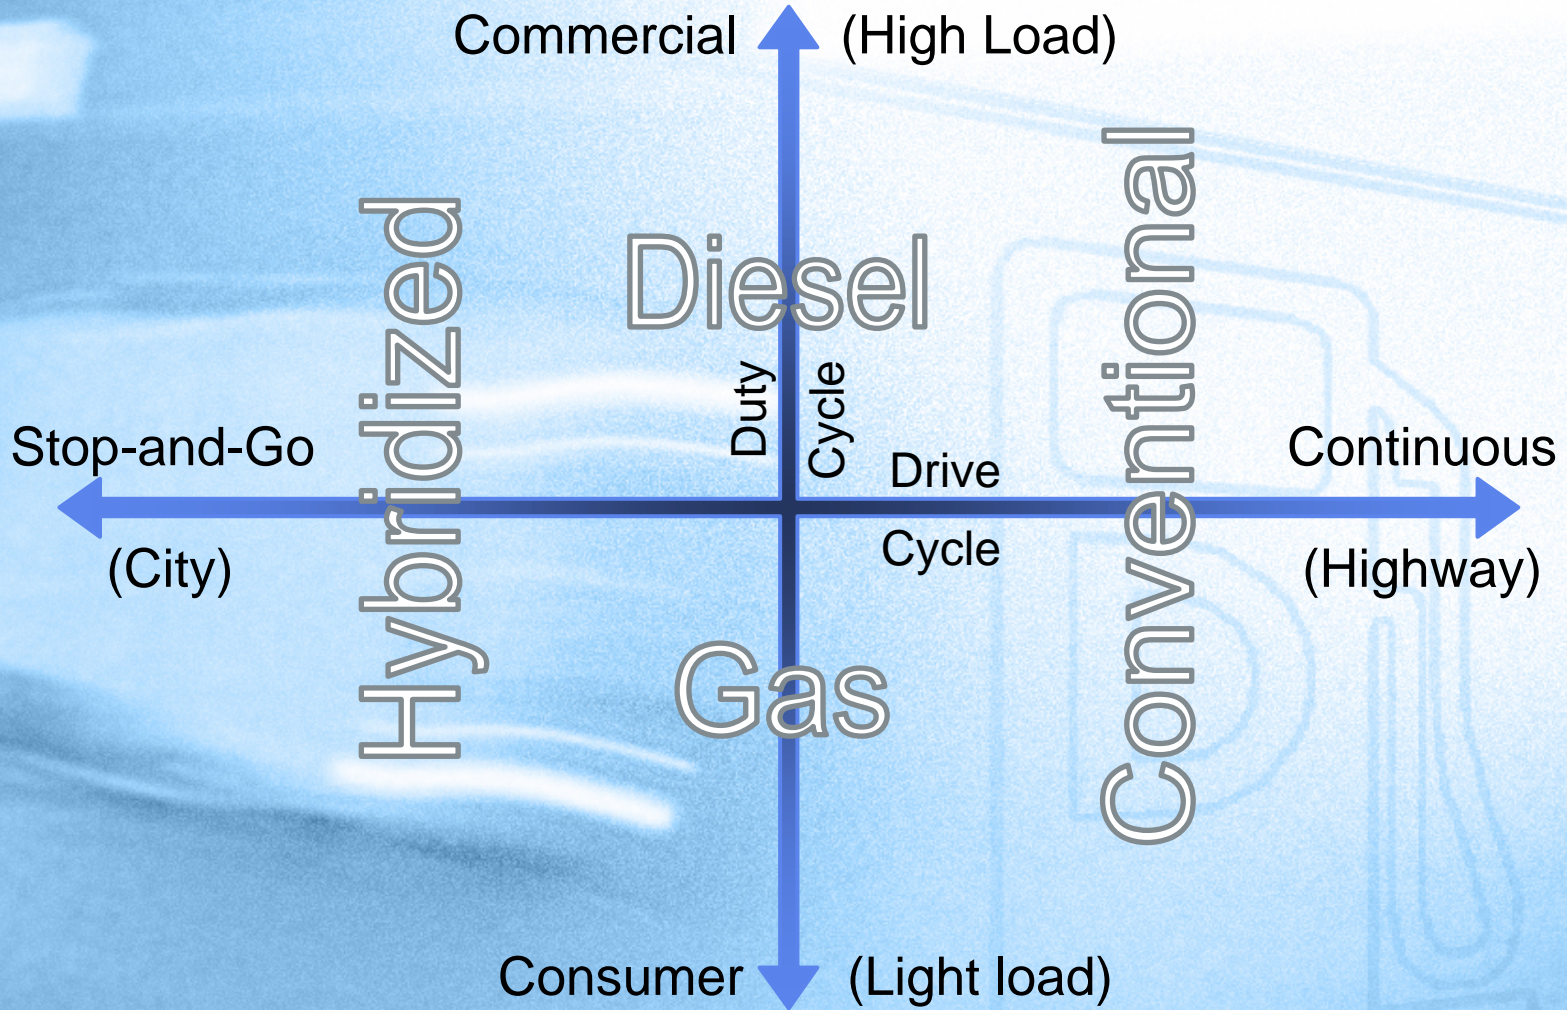 Commercial (High Load)
Hybridized
Diesel
Conventional
Duty
Cycle
Stop-and-Go
Drive
Continuous
(City)
Cycle
(Highway)
Gas
Consumer (Light load)